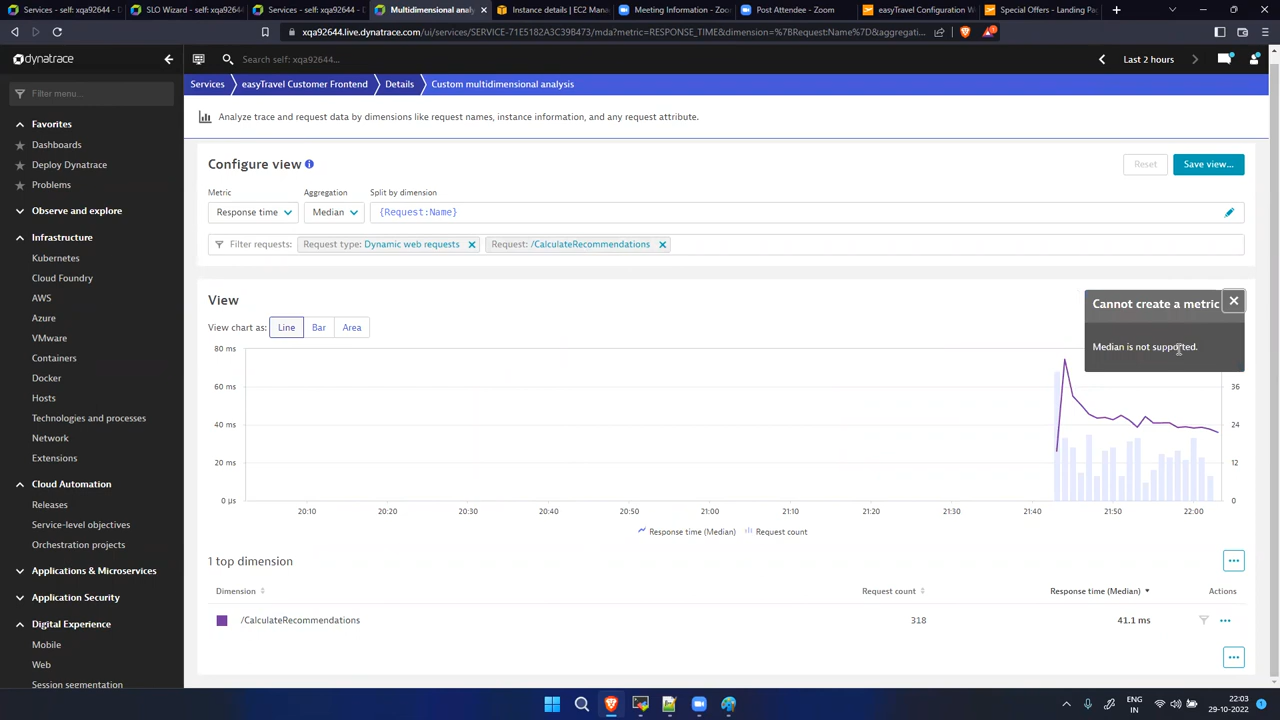 Services - xqa92644 - D
SLO Wizard - xqa92644 - D
Services - xqa92644 - D
Multidimensional analy
Instance details | EC2 Man
Meeting Information - Zoo
Post Attendee - Zoom
easyTravel Configuration W
Special Offers - Landing Pa
xqa92644.live.dynatrace.com/ui/services/SERVICE-71E5182A3C39B473/mda?metric=RESPONSE_TIME&dimension=%7BRequest:Name%7D&aggregati...
dynatrace
Search self: xqa92644...
Last 2 hours
Filter menu...
Services
easyTravel Customer Frontend
Details
Custom multidimensional analysis
Analyze trace and request data by dimensions like request names, instance information, and any request attribute.
Favorites
Dashboards
Deploy Dynatrace
Problems
Observe and explore
Infrastructure
Kubernetes
Cloud Foundry
AWS
Azure
VMware
Containers
Docker
Hosts
Technologies and processes
Network
Extensions
Cloud Automation
Releases
Service-level objectives
Orchestration projects
Applications & Microservices
Application Security
Digital Experience
Mobile
Web
Session segmentation
Configure view
Reset
Save view...
Metric
Aggregation
Split by dimension
Response time
Median
{Request:Name}
Filter requests:
Request type: Dynamic web requests
Request: /CalculateRecommendations
View
View chart as:
Line
Bar
Area
Cannot create a metric
Median is not supported.
80 ms
60 ms
40 ms
20 ms
0 µs
36
24
12
0
20:10
20:20
20:30
20:40
20:50
21:00
21:10
21:20
21:30
21:40
21:50
22:00
Response time (Median)
Request count
1 top dimension
Dimension
Request count
Response time (Median)
Actions
/CalculateRecommendations
318
41.1 ms
ENG
IN
22:03
29-10-2022